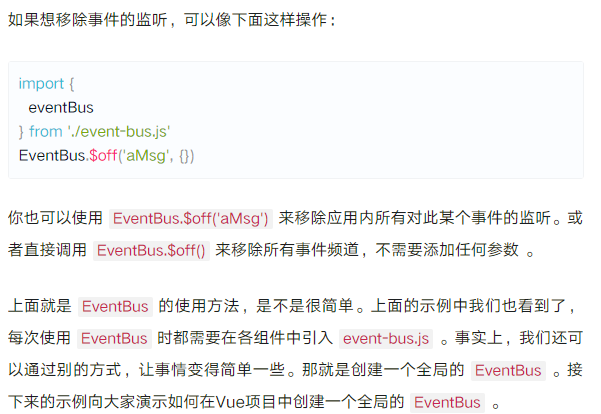 如果想移除事件的监听，可以像下面这样操作：
import {
  eventBus
} from './event-bus.js'
EventBus.$off('aMsg', {})
你也可以使用 EventBus.$off('aMsg') 来移除应用内所有对此某个事件的监听。或
者直接调用 EventBus.$off() 来移除所有事件频道，不需要添加任何参数 。
上面就是 EventBus 的使用方法，是不是很简单。上面的示例中我们也看到了，
每次使用 EventBus 时都需要在各组件中引入 event-bus.js 。事实上，我们还可
以通过别的方式，让事情变得简单一些。那就是创建一个全局的 EventBus 。接
下来的示例向大家演示如何在Vue项目中创建一个全局的 EventBus 。